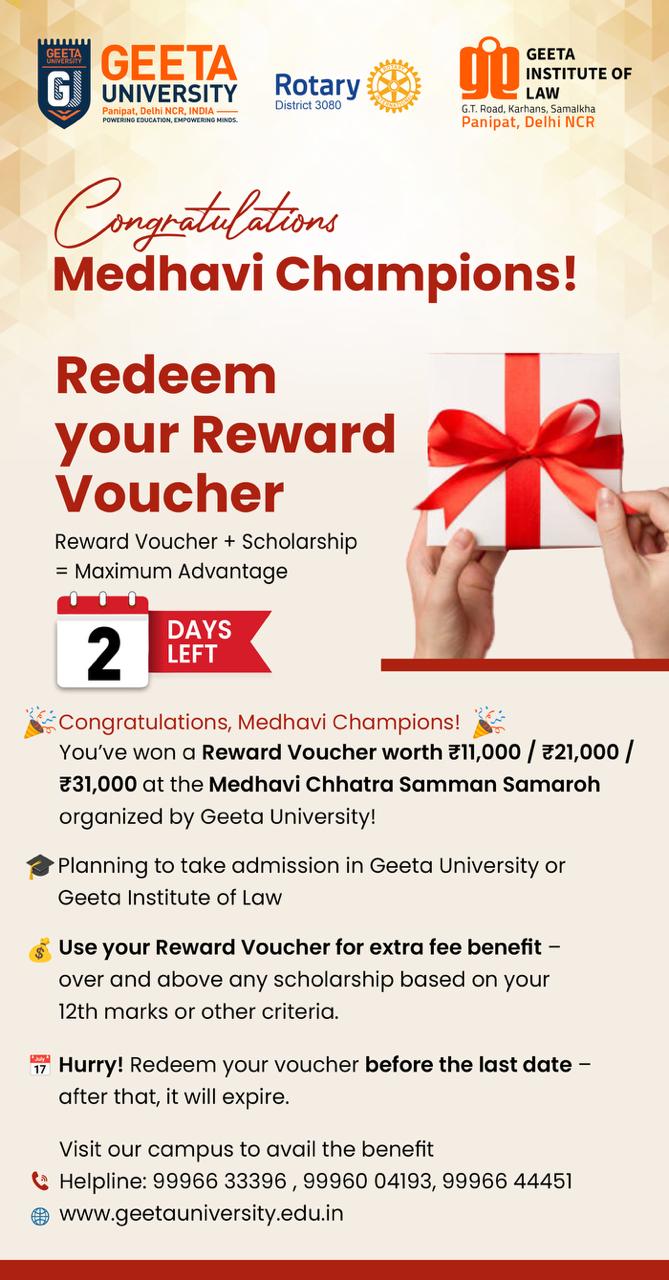 GEETA
UNIVERSITY
GU
GEETA
UNIVERSITY
Panipat, Delhi NCR, INDIA
POWERING EDUCATION, EMPOWERING MINDS.
Rotary
District 3080
GEETA
INSTITUTE OF
LAW
G.T. Road, Karhans, Samalkha
Panipat, Delhi NCR
Congratulations
Medhavi Champions!
Redeem
your Reward
Voucher
Reward Voucher + Scholarship
= Maximum Advantage
2
DAYS
LEFT
🎉Congratulations, Medhavi Champions! 🎉
You’ve won a Reward Voucher worth ₹11,000 / ₹21,000 /
₹31,000 at the Medhavi Chhatra Samman Samaroh
organized by Geeta University!
🎓Planning to take admission in Geeta University or
Geeta Institute of Law
💰Use your Reward Voucher for extra fee benefit –
over and above any scholarship based on your
12th marks or other criteria.
📅Hurry! Redeem your voucher before the last date –
after that, it will expire.
Visit our campus to avail the benefit
Helpline: 99966 33396 , 99960 04193, 99966 44451
www.geetauniversity.edu.in